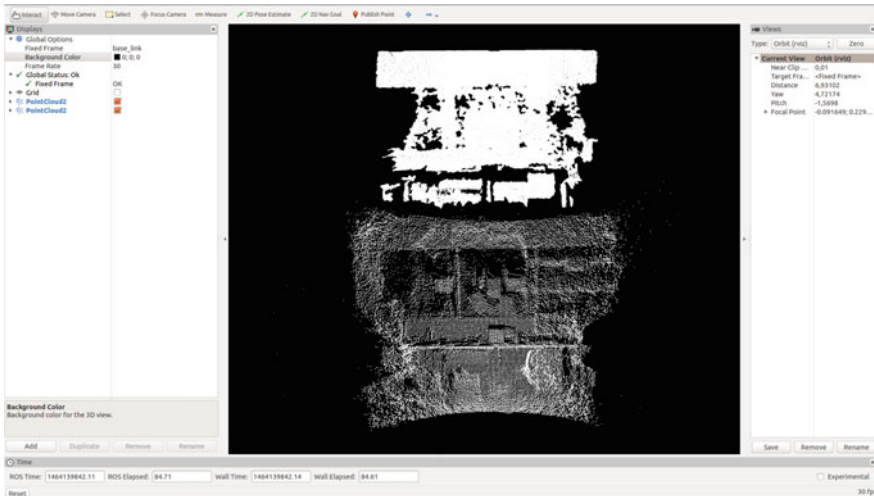 Interact Move Camera Select Focus Camera Measure 2D Pose Estimate 2D Nav Goal Publish Point
Displays
Global Options
Fixed Frame base_link
Background Color 0; 0; 0
Frame Rate 30
Global Status: Ok
Fixed Frame OK
Grid
PointCloud2
PointCloud2
Background Color
Background color for the 3D view.
Add Duplicate Remove Rename
Views
Type: Orbit (rviz) Zero
Current View Orbit (rviz)
Near Clip ... 0,01
Target Fra... <Fixed Frame>
Distance 6,93102
Yaw 4,72174
Pitch -1,5698
Focal Point -0.091649; 0.229...
Save Remove Rename
Time
ROS Time: 1464139842.11 ROS Elapsed: 84.71 Wall Time: 1464139842.14 Wall Elapsed: 84.61 Experimental
Reset 30 fps